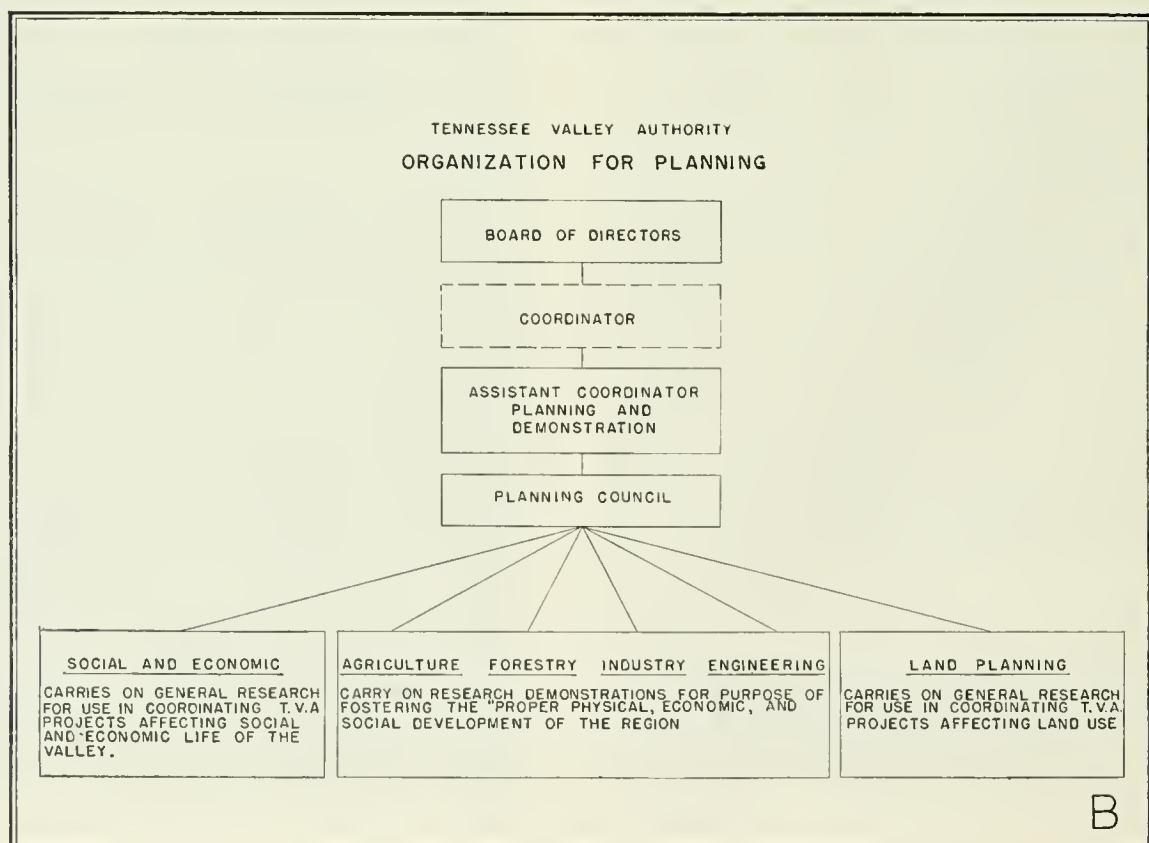 TENNESSEE VALLEY AUTHORITY
ORGANIZATION FOR PLANNING
BOARD OF DIRECTORS
COORDINATOR
ASSISTANT COORDINATOR
PLANNING AND
DEMONSTRATION
PLANNING COUNCIL
SOCIAL AND ECONOMIC
CARRIES ON GENERAL RESEARCH
FOR USE IN COORDINATING T.V.A
PROJECTS AFFECTING SOCIAL
AND ECONOMIC LIFE OF THE
VALLEY.
AGRICULTURE FORESTRY INDUSTRY ENGINEERING
CARRY ON RESEARCH DEMONSTRATIONS FOR PURPOSE OF
FOSTERING THE "PROPER PHYSICAL, ECONOMIC, AND
SOCIAL DEVELOPMENT OF THE REGION
LAND PLANNING
CARRIES ON GENERAL RESEARCH
FOR USE IN COORDINATING T.V.A.
PROJECTS AFFECTING LAND USE
B